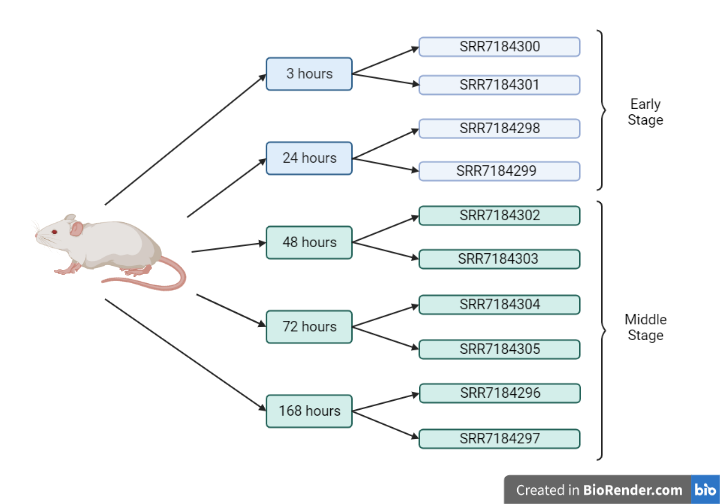 3 hours
SRR7184300
SRR7184301
24 hours
SRR7184298
SRR7184299
Early
Stage
48 hours
SRR7184302
SRR7184303
72 hours
SRR7184304
SRR7184305
168 hours
SRR7184296
SRR7184297
Middle
Stage
Created in BioRender.com bio